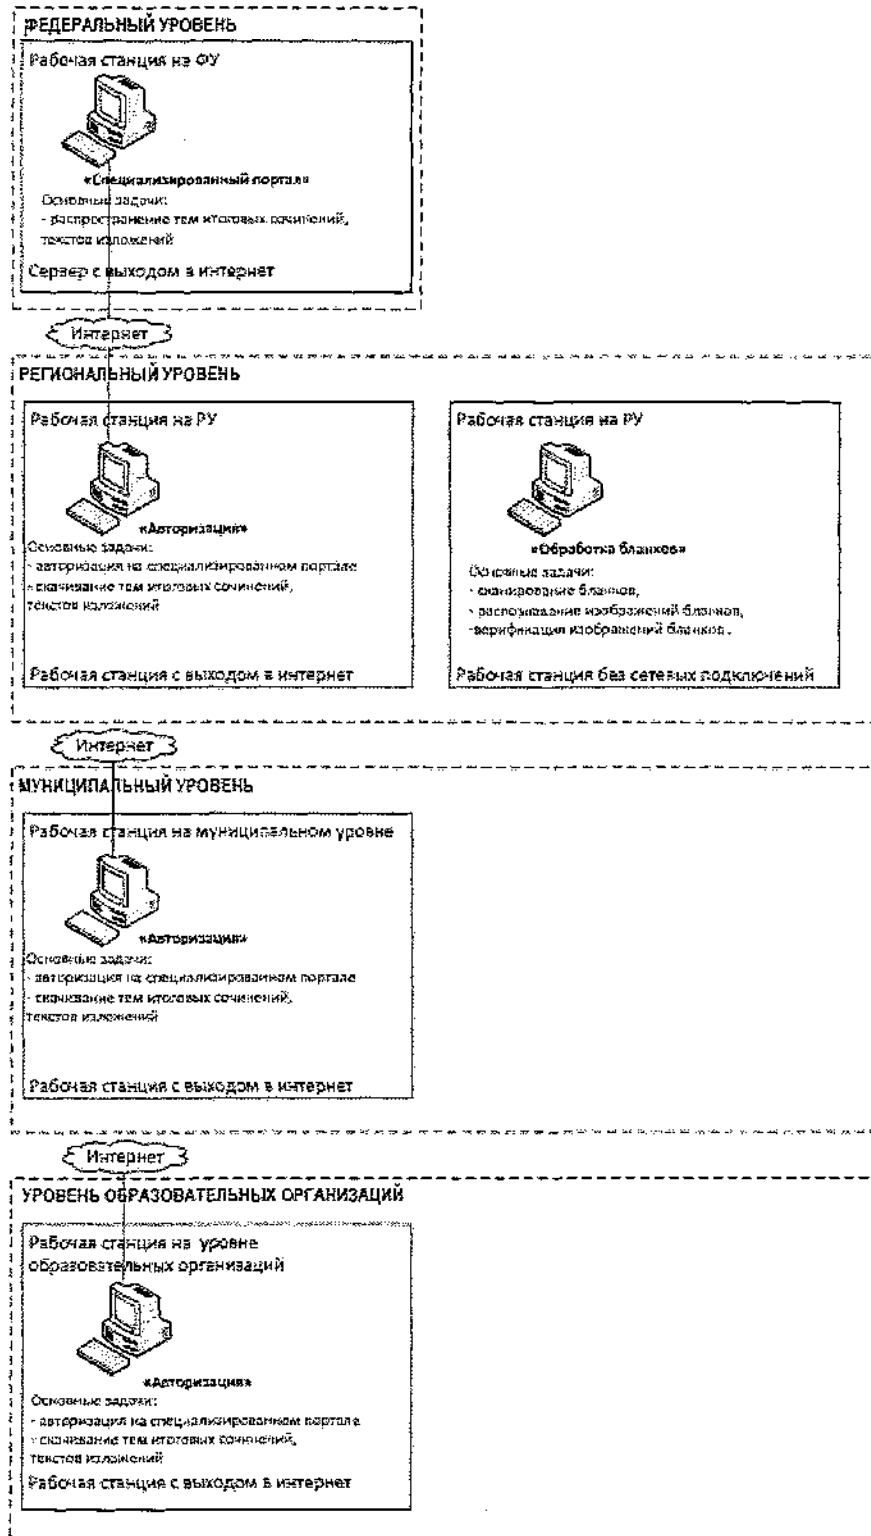 ФЕДЕРАЛЬНЫЙ УРОВЕНЬ
Рабочая станция на ФУ
«Специализированный портал»
Основные задачи:
- распространение тем итоговых сочинений,
текстов изложений
Сервер с выходом в интернет
Интернет
РЕГИОНАЛЬНЫЙ УРОВЕНЬ
Рабочая станция на РУ
«Авторизация»
Основные задачи:
- авторизация на специализированном портале
- скачивание тем итоговых сочинений,
текстов изложений
Рабочая станция с выходом в интернет
Рабочая станция на РУ
«Обработка бланков»
Основные задачи:
- сканирование бланков,
- распознавание изображений бланков,
-верификация изображений бланков.
Рабочая станция без сетевых подключений
Интернет
МУНИЦИПАЛЬНЫЙ УРОВЕНЬ
Рабочая станция на муниципальном уровне
«Авторизация»
Основные задачи:
- авторизация на специализированном портале
- скачивание тем итоговых сочинений,
текстов изложений
Рабочая станция с выходом в интернет
Интернет
УРОВЕНЬ ОБРАЗОВАТЕЛЬНЫХ ОРГАНИЗАЦИЙ
Рабочая станция на уровне
образовательных организаций
«Авторизация»
Основные задачи:
- авторизация на специализированном портале
- скачивание тем итоговых сочинений,
текстов изложений
Рабочая станция с выходом в интернет